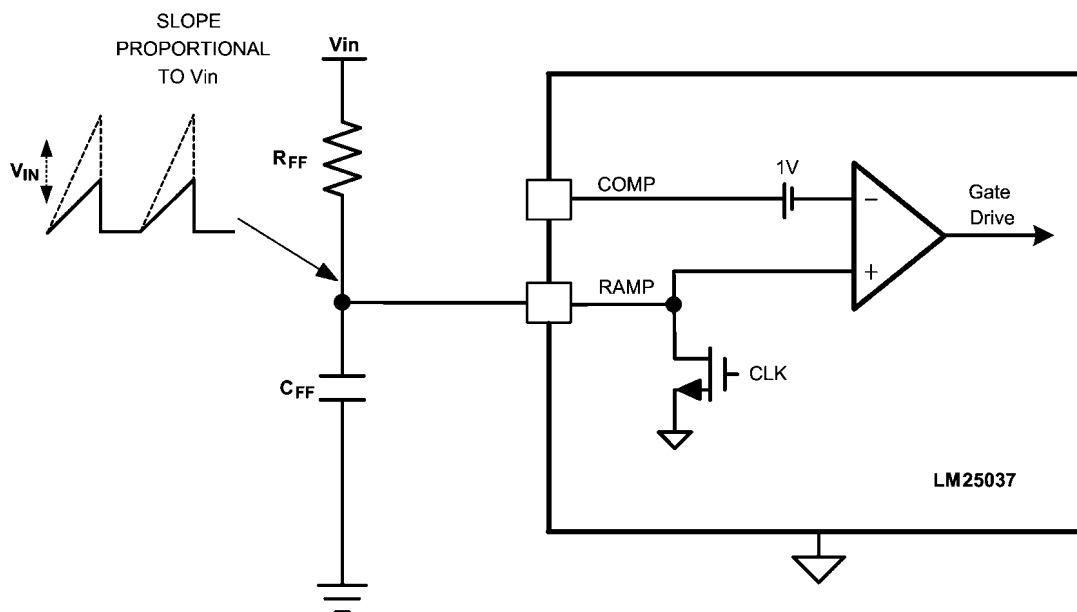 SLOPE
PROPORTIONAL
TO Vin
Vin
VIN
RFF
CFF
COMP
1V
Gate
Drive
−
+
RAMP
CLK
LM25037